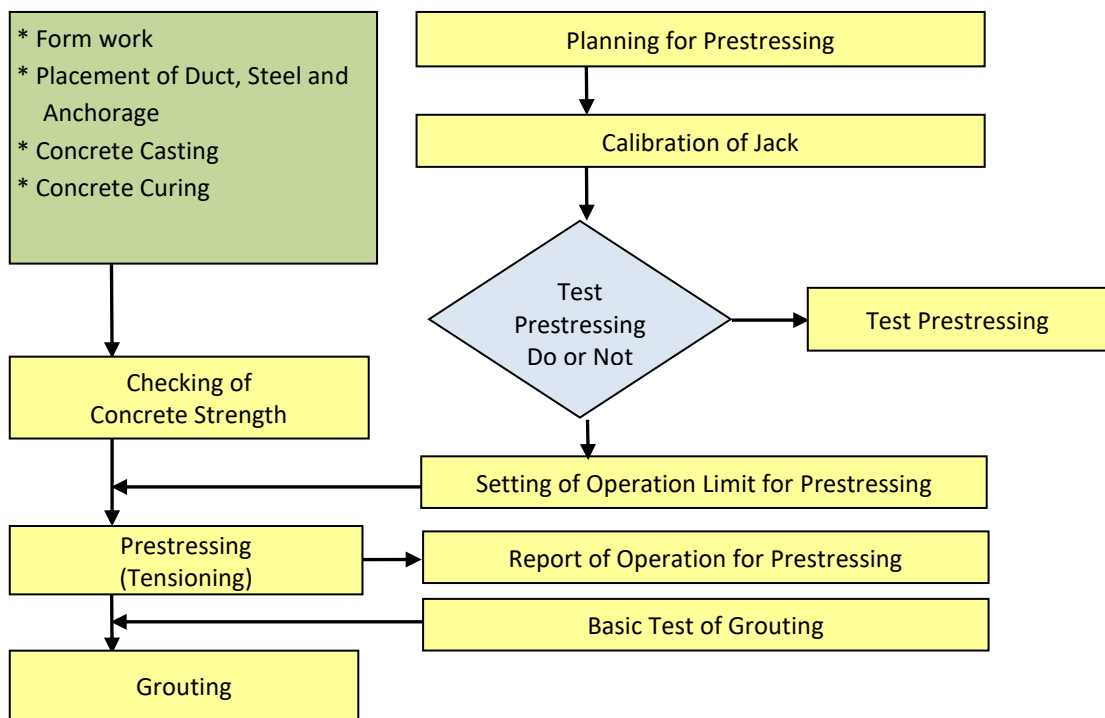 * Form work
* Placement of Duct, Steel and
Anchorage
* Concrete Casting
* Concrete Curing
Planning for Prestressing
Calibration of Jack
Test
Prestressing
Do or Not
Test Prestressing
Checking of
Concrete Strength
Setting of Operation Limit for Prestressing
Prestressing
(Tensioning)
Report of Operation for Prestressing
Basic Test of Grouting
Grouting